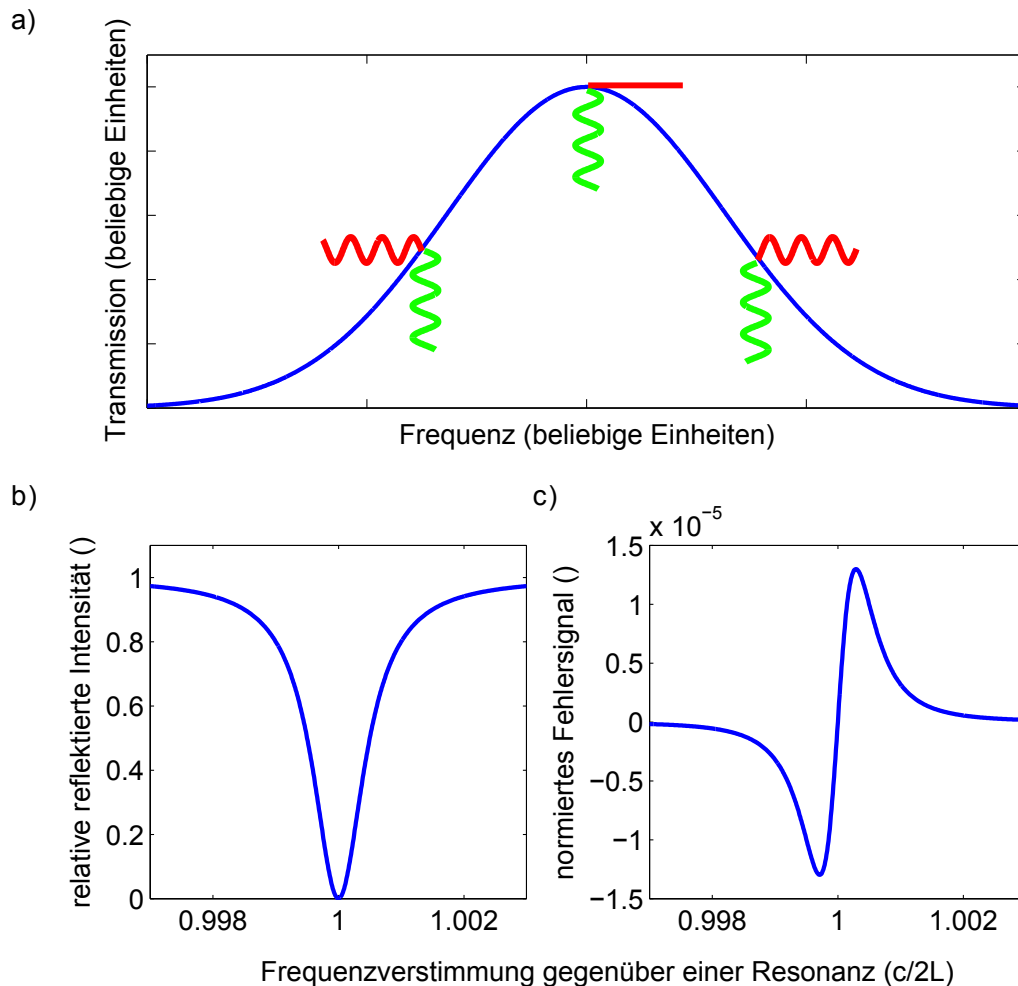 a)
Transmission (beliebige Einheiten)
Frequenz (beliebige Einheiten)
b)
relative reflektierte Intensität ()
1
0.8
0.6
0.4
0.2
0
0.998
1
1.002
c)
x 10⁻⁵
normiertes Fehlersignal ()
1.5
1
0.5
0
−0.5
−1
−1.5
0.998
1
1.002
Frequenzverstimmung gegenüber einer Resonanz (c/2L)